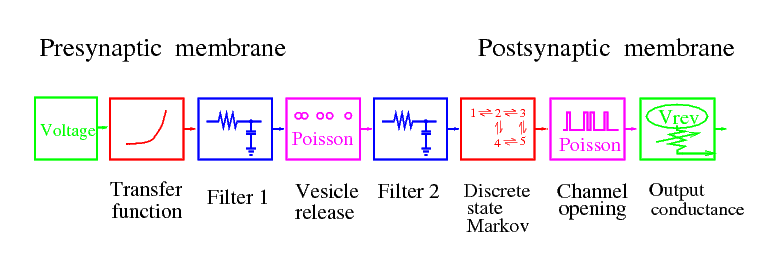 Presynaptic membrane
Postsynaptic membrane
Voltage
Poisson
1 ⇌ 2 ⇌ 3
4 ⇌ 5
Poisson
Vrev
Transfer
function
Filter 1
Vesicle
release
Filter 2
Discrete
state
Markov
Channel
opening
Output
conductance